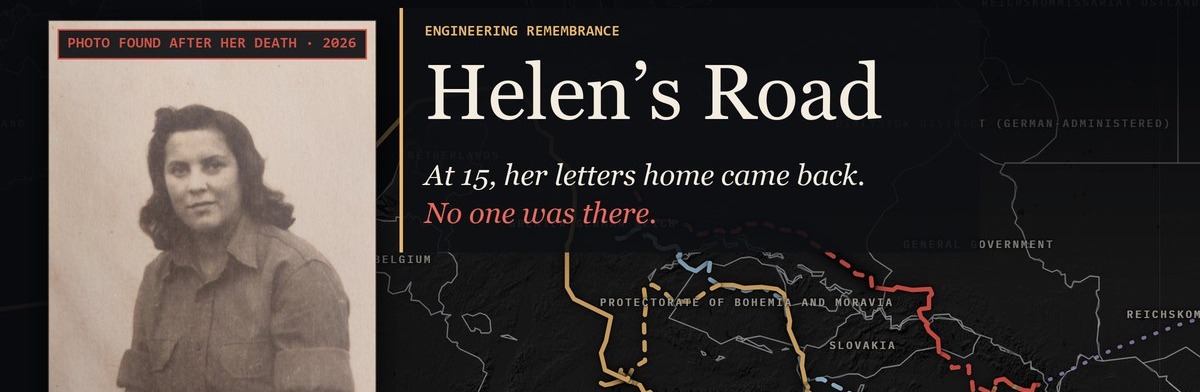 PHOTO FOUND AFTER HER DEATH · 2026
ENGINEERING REMEMBRANCE
Helen’s Road
At 15, her letters home came back.
No one was there.
T (GERMAN-ADMINISTERED)
NETHERLANDS
BELGIUM
GENERAL GOVERNMENT
PROTECTORATE OF BOHEMIA AND MORAVIA
REICHSKOM
SLOVAKIA